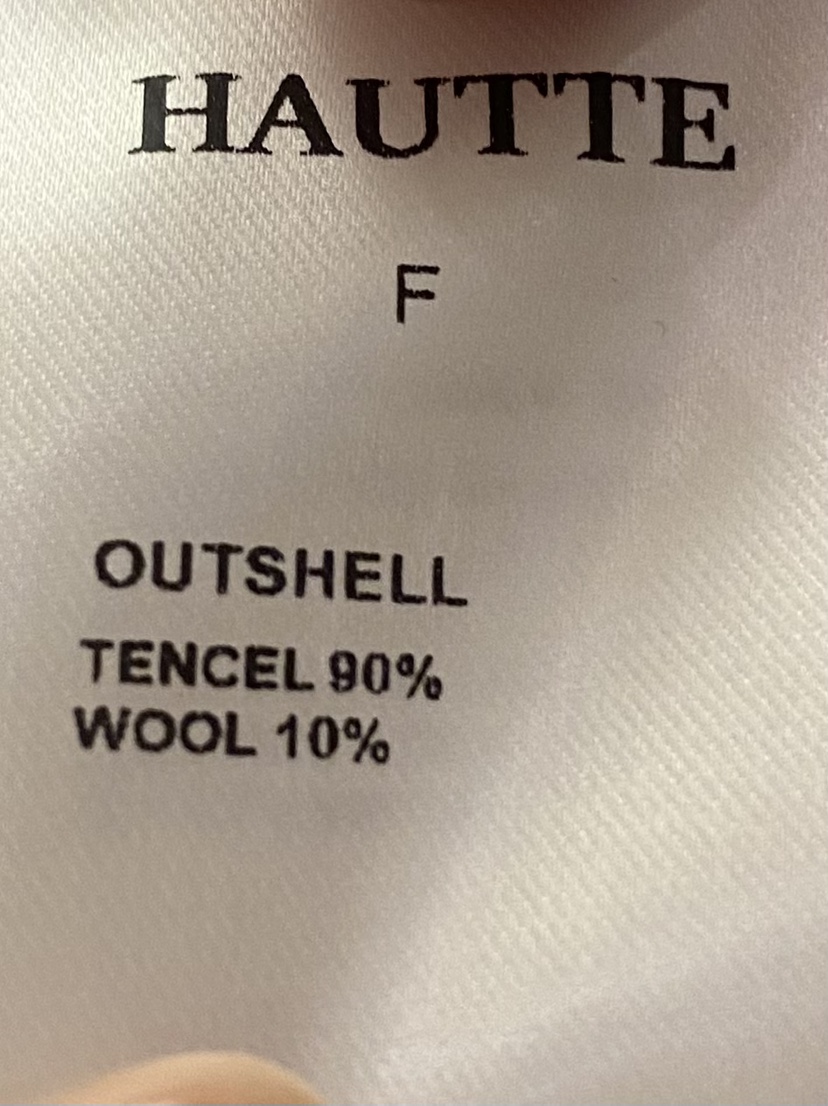 HAUTTE
F
OUTSHELL
TENCEL 90%
WOOL 10%